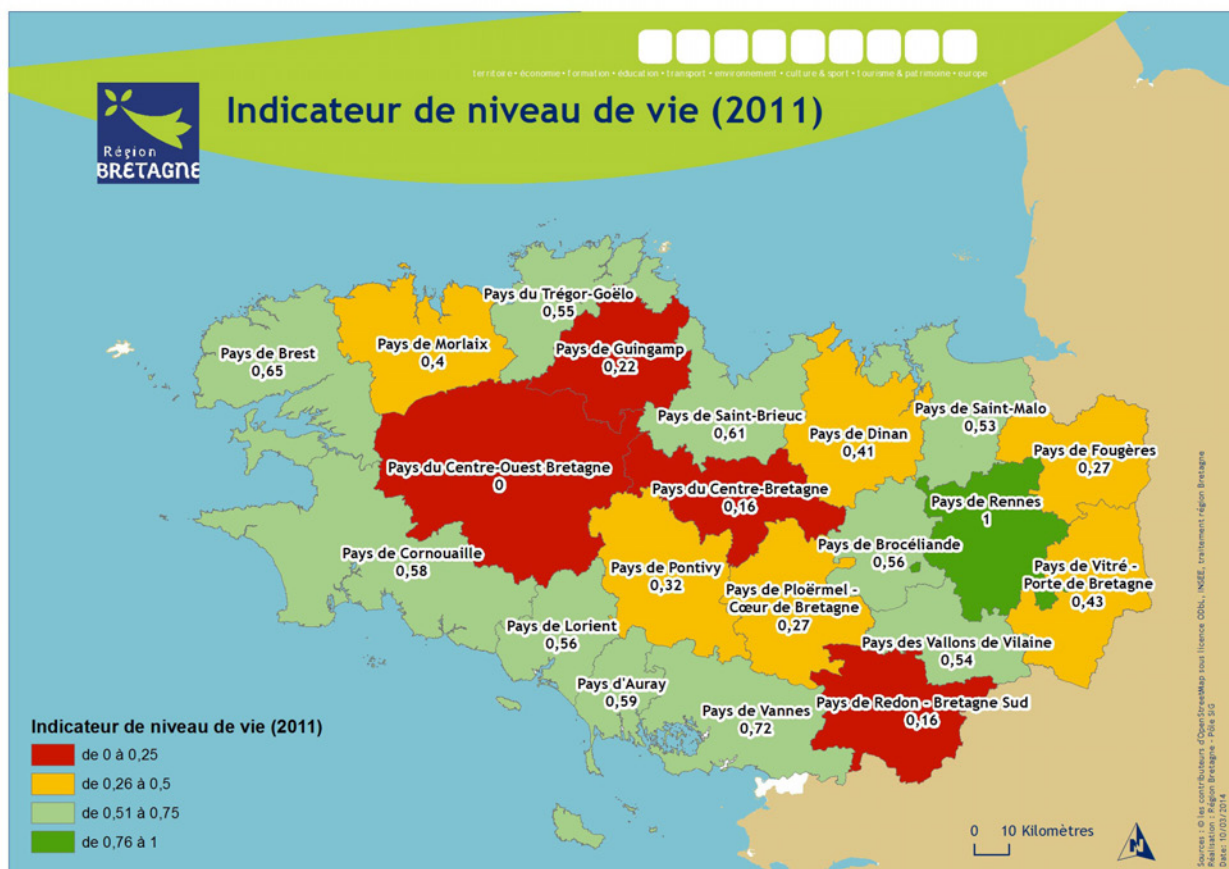 territoire • économie • formation • éducation • transport • environnement • culture & sport • tourisme & patrimoine • europe
Indicateur de niveau de vie (2011)
Région
BRETAGNE
Pays du Trégor-Goëlo
0,55
Pays de Brest
0,65
Pays de Morlaix
0,4
Pays de Guingamp
0,22
Pays de Saint-Brieuc
0,61
Pays de Dinan
0,41
Pays de Saint-Malo
0,53
Pays de Fougères
0,27
Pays du Centre-Ouest Bretagne
0
Pays du Centre-Bretagne
0,16
Pays de Rennes
1
Pays de Brocéliande
0,56
Pays de Cornouaille
0,58
Pays de Pontivy
0,32
Pays de Ploërmel -
Cœur de Bretagne
0,27
Pays de Vitré -
Porte de Bretagne
0,43
Pays de Lorient
0,56
Pays des Vallons de Vilaine
0,54
Pays d'Auray
0,59
Pays de Vannes
0,72
Pays de Redon - Bretagne Sud
0,16
Indicateur de niveau de vie (2011)
de 0 à 0,25
de 0,26 à 0,5
de 0,51 à 0,75
de 0,76 à 1
0 10 Kilomètres
N
Sources : © les contributeurs d'OpenStreetMap sous licence ODbL, INSEE, traitement région Bretagne
Réalisation : Région Bretagne - Pôle SIG
Date: 10/03/2014